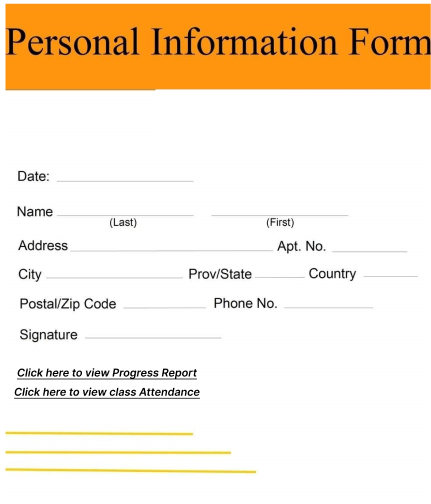 Personal Information Form
Date:
Name
(Last) (First)
Address Apt. No.
City Prov/State Country
Postal/Zip Code Phone No.
Signature
Click here to view Progress Report
Click here to view class Attendance